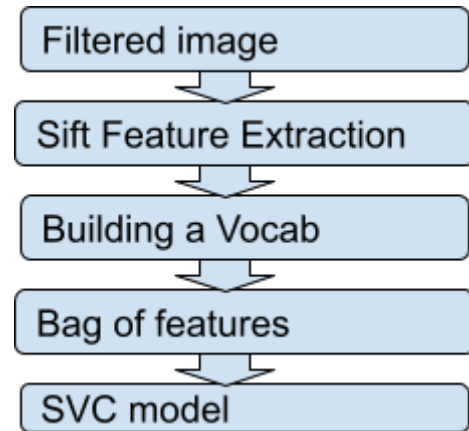 Filtered image
Sift Feature Extraction
Building a Vocab
Bag of features
SVC model